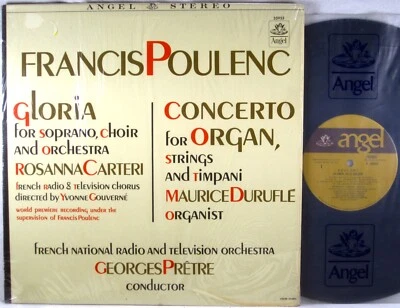 ANGEL STEREO
Angel
FRANCIS POULENC
Gloria
for soprano, choir
and orchestra
Rosanna Carteri
french radio & television chorus
directed by Yvonne Gouverné
world premiere recording under the
supervision of Francis Poulenc
CONCERTO
for ORGAN,
Strings
and Timpani
Maurice Durufle
organist
french national radio and television orchestra
Georges Prêtre
conductor
Angel
angel
Angel